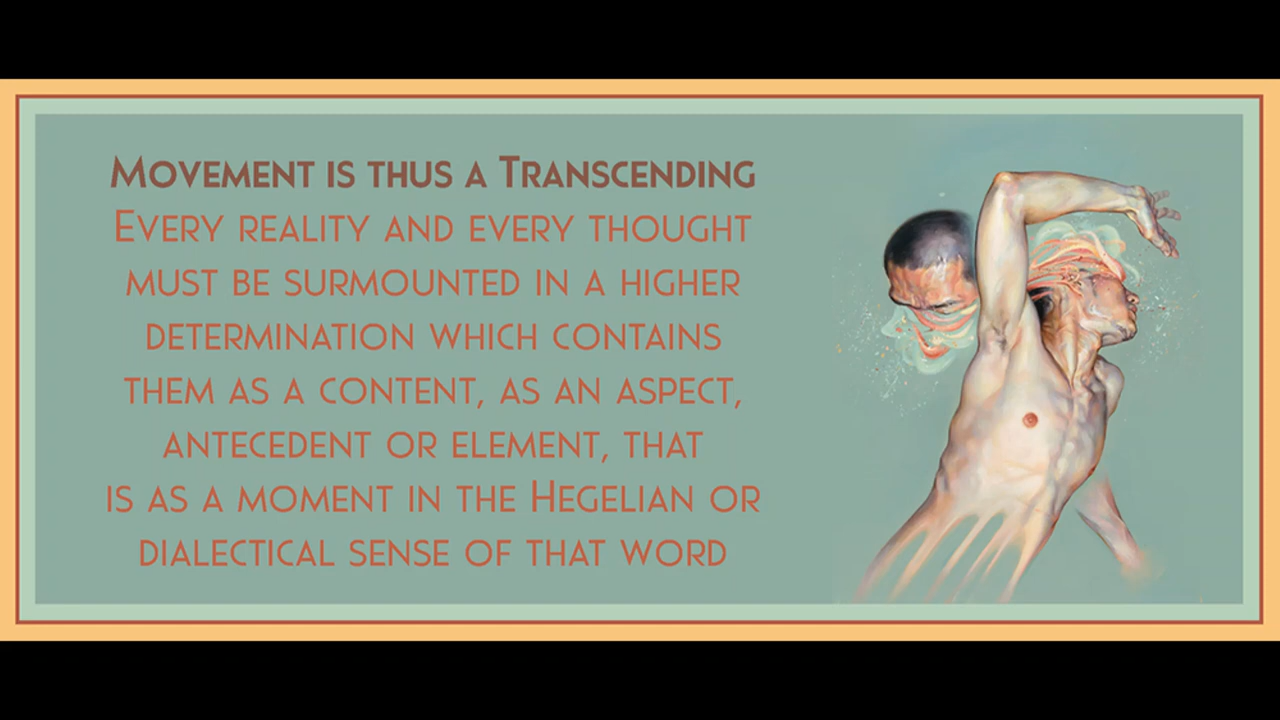 Movement is thus a Transcending
Every reality and every thought
must be surmounted in a higher
determination which contains
them as a content, as an aspect,
antecedent or element, that
is as a moment in the Hegelian or
dialectical sense of that word